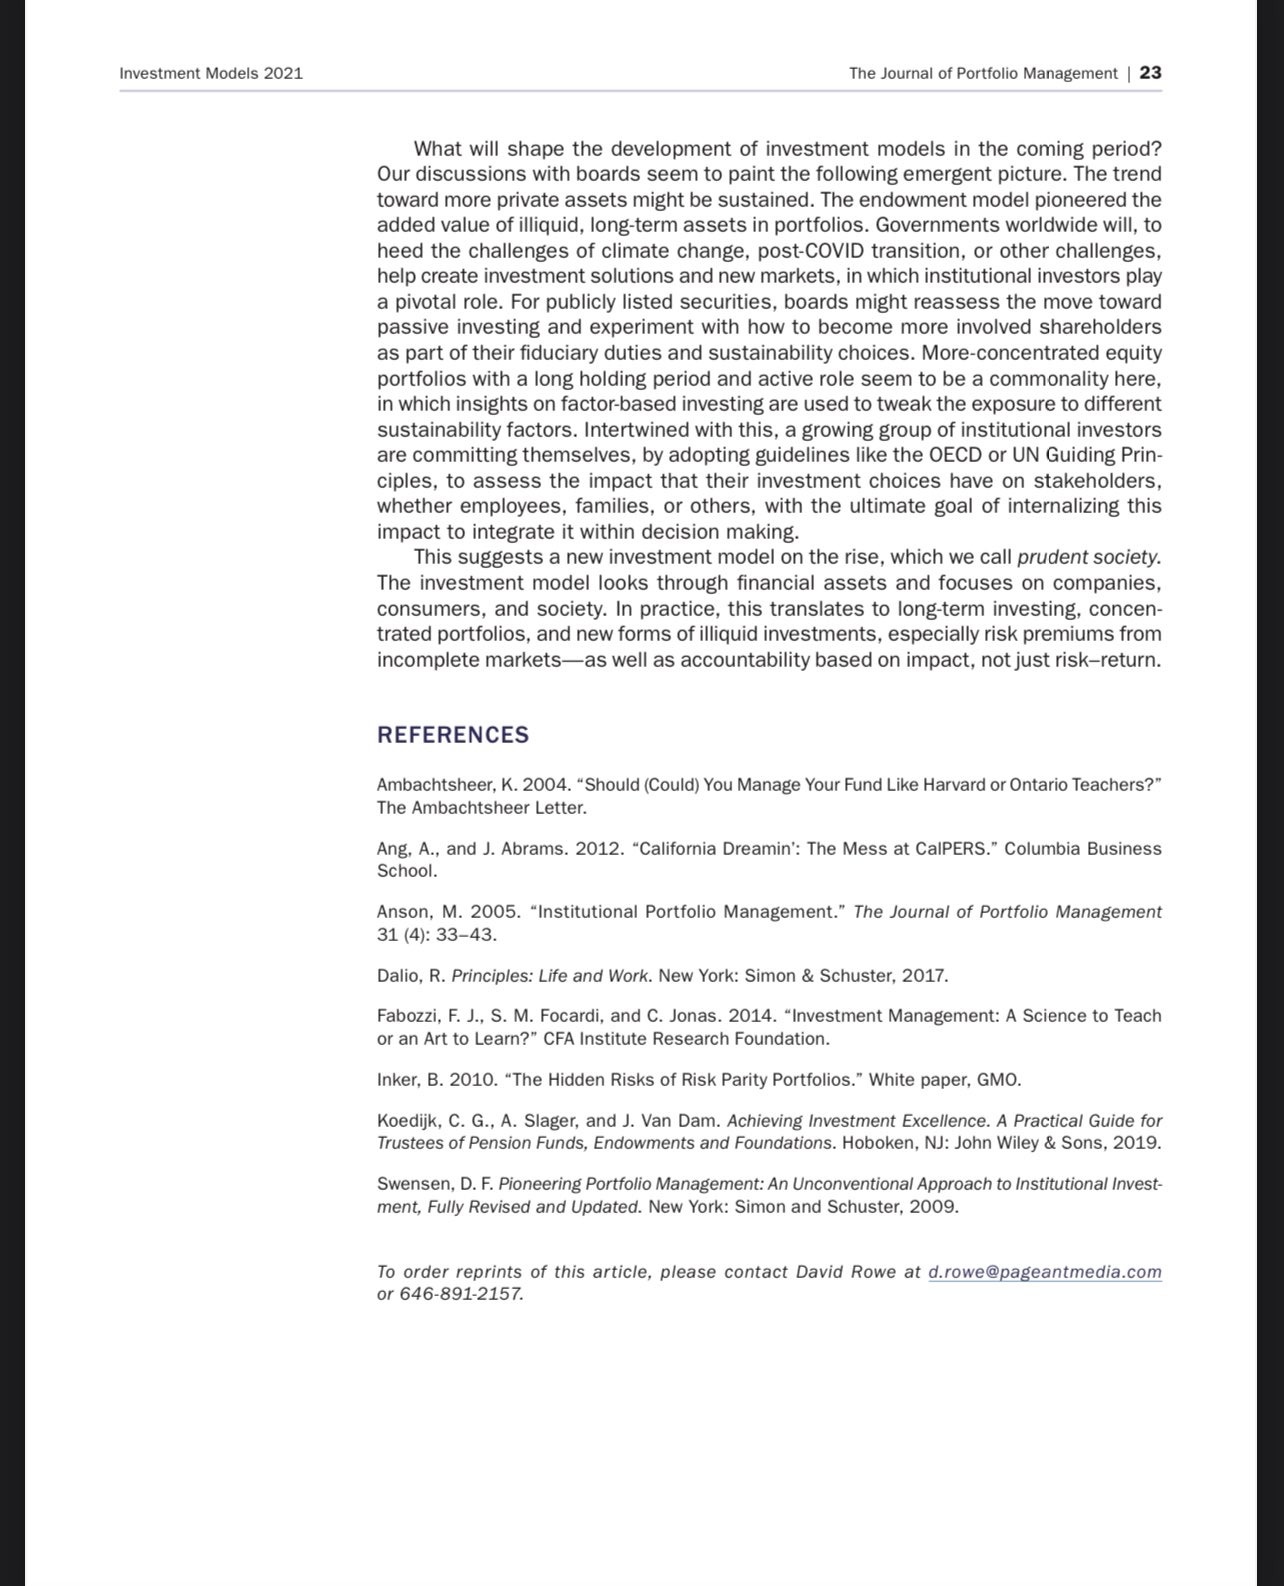 Investment Models 2021
The Journal of Portfolio Management | 23
What will shape the development of investment models in the coming period?
Our discussions with boards seem to paint the following emergent picture. The trend
toward more private assets might be sustained. The endowment model pioneered the
added value of illiquid, long-term assets in portfolios. Governments worldwide will, to
heed the challenges of climate change, post-COVID transition, or other challenges,
help create investment solutions and new markets, in which institutional investors play
a pivotal role. For publicly listed securities, boards might reassess the move toward
passive investing and experiment with how to become more involved shareholders
as part of their fiduciary duties and sustainability choices. More-concentrated equity
portfolios with a long holding period and active role seem to be a commonality here,
in which insights on factor-based investing are used to tweak the exposure to different
sustainability factors. Intertwined with this, a growing group of institutional investors
are committing themselves, by adopting guidelines like the OECD or UN Guiding Prin-
ciples, to assess the impact that their investment choices have on stakeholders,
whether employees, families, or others, with the ultimate goal of internalizing this
impact to integrate it within decision making.
This suggests a new investment model on the rise, which we call prudent society.
The investment model looks through financial assets and focuses on companies,
consumers, and society. In practice, this translates to long-term investing, concen-
trated portfolios, and new forms of illiquid investments, especially risk premiums from
incomplete markets—as well as accountability based on impact, not just risk–return.
REFERENCES
Ambachtsheer, K. 2004. “Should (Could) You Manage Your Fund Like Harvard or Ontario Teachers?”
The Ambachtsheer Letter.
Ang, A., and J. Abrams. 2012. “California Dreamin’: The Mess at CalPERS.” Columbia Business
School.
Anson, M. 2005. “Institutional Portfolio Management.” The Journal of Portfolio Management
31 (4): 33–43.
Dalio, R. Principles: Life and Work. New York: Simon & Schuster, 2017.
Fabozzi, F. J., S. M. Focardi, and C. Jonas. 2014. “Investment Management: A Science to Teach
or an Art to Learn?” CFA Institute Research Foundation.
Inker, B. 2010. “The Hidden Risks of Risk Parity Portfolios.” White paper, GMO.
Koedijk, C. G., A. Slager, and J. Van Dam. Achieving Investment Excellence. A Practical Guide for
Trustees of Pension Funds, Endowments and Foundations. Hoboken, NJ: John Wiley & Sons, 2019.
Swensen, D. F. Pioneering Portfolio Management: An Unconventional Approach to Institutional Invest-
ment, Fully Revised and Updated. New York: Simon and Schuster, 2009.
To order reprints of this article, please contact David Rowe at d.rowe@pageantmedia.com
or 646-891-2157.